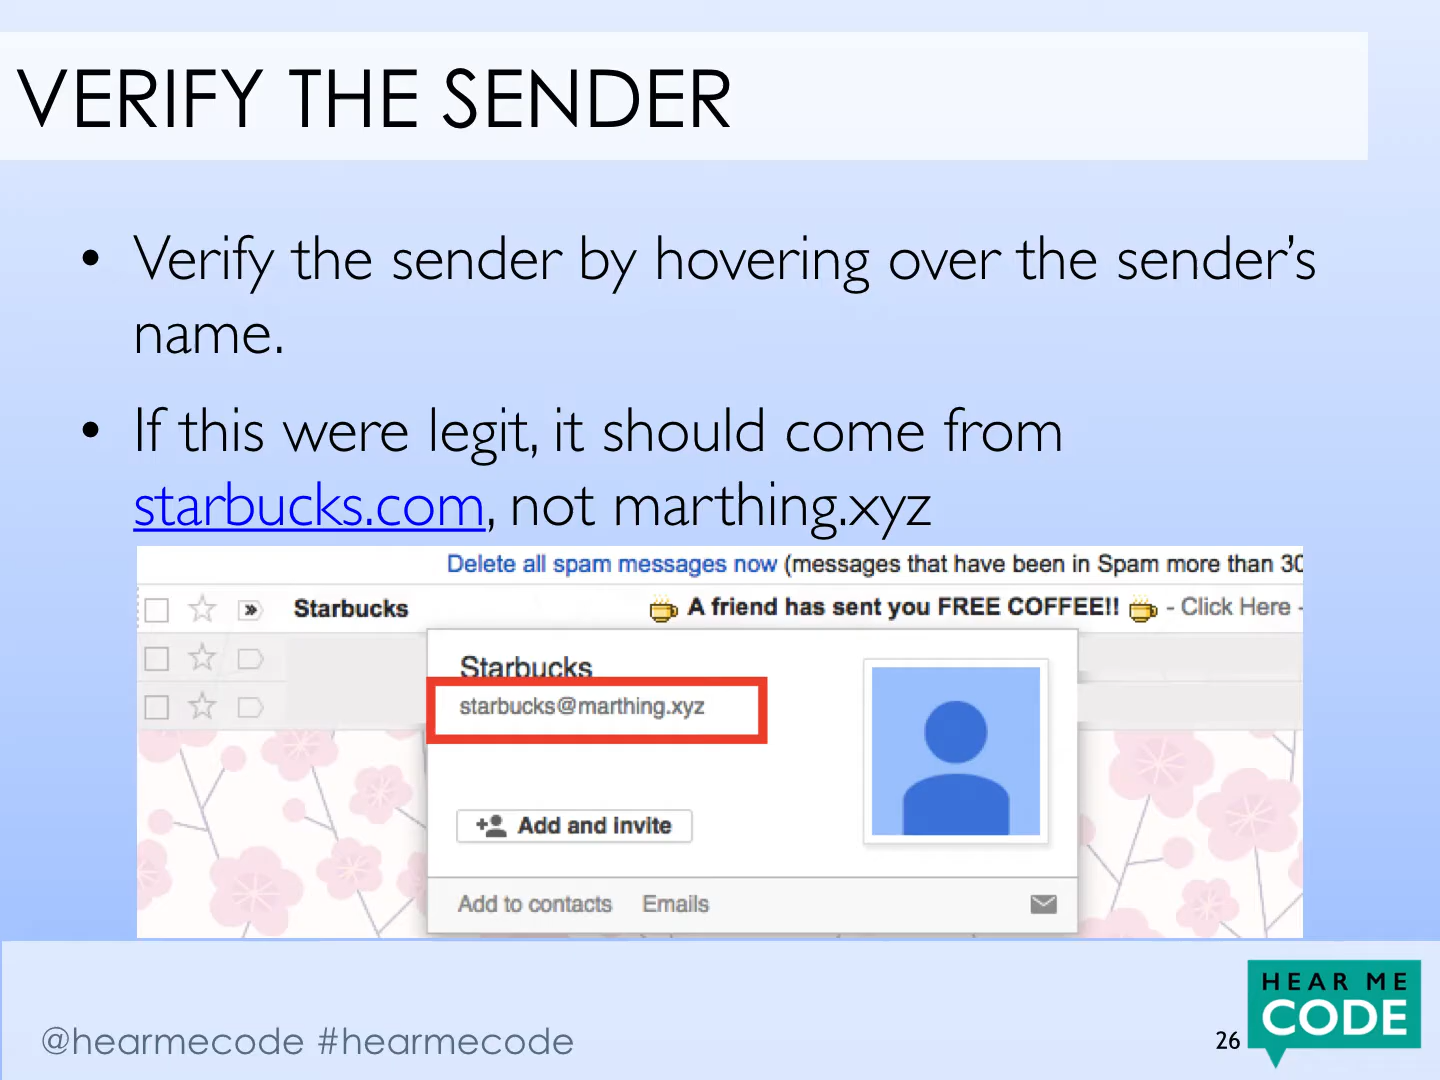 VERIFY THE SENDER
• Verify the sender by hovering over the sender’s
name.
• If this were legit, it should come from
starbucks.com, not marthing.xyz
Delete all spam messages now (messages that have been in Spam more than 30
Starbucks A friend has sent you FREE COFFEE!! - Click Here -
Starbucks
starbucks@marthing.xyz
Add and invite
Add to contacts Emails
@hearmecode #hearmecode
26
HEAR ME
CODE